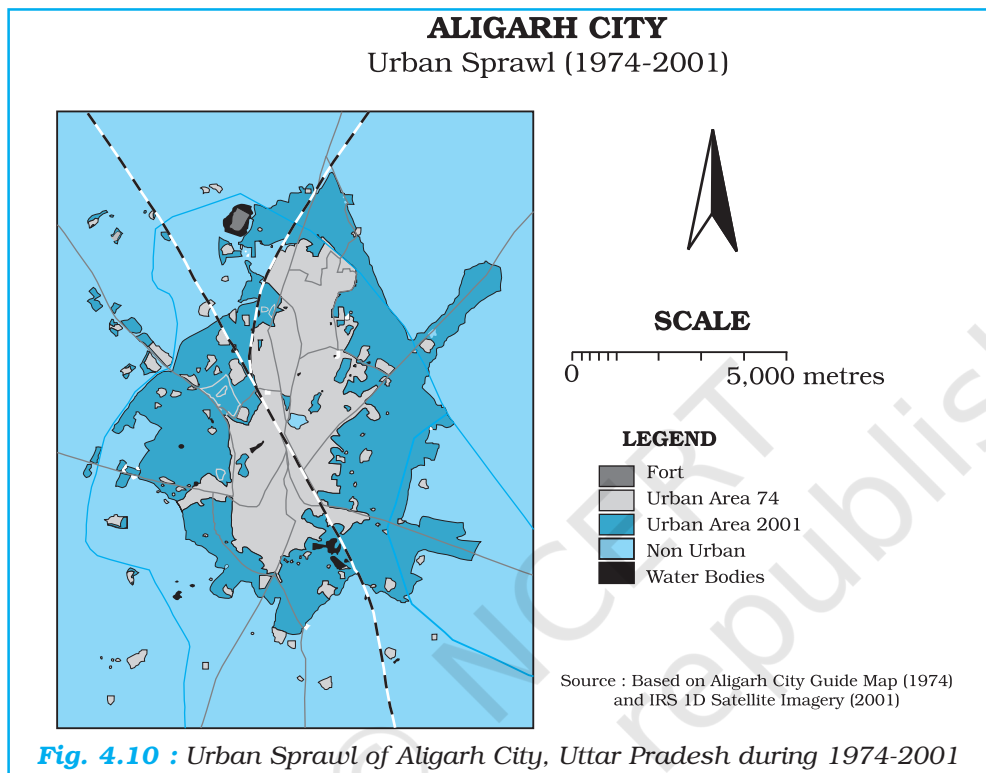 ALIGARH CITY
Urban Sprawl (1974-2001)
SCALE
0 5,000 metres
LEGEND
Fort
Urban Area 74
Urban Area 2001
Non Urban
Water Bodies
Source : Based on Aligarh City Guide Map (1974)
and IRS 1D Satellite Imagery (2001)
© NCERT
republis
Fig. 4.10 : Urban Sprawl of Aligarh City, Uttar Pradesh during 1974-2001